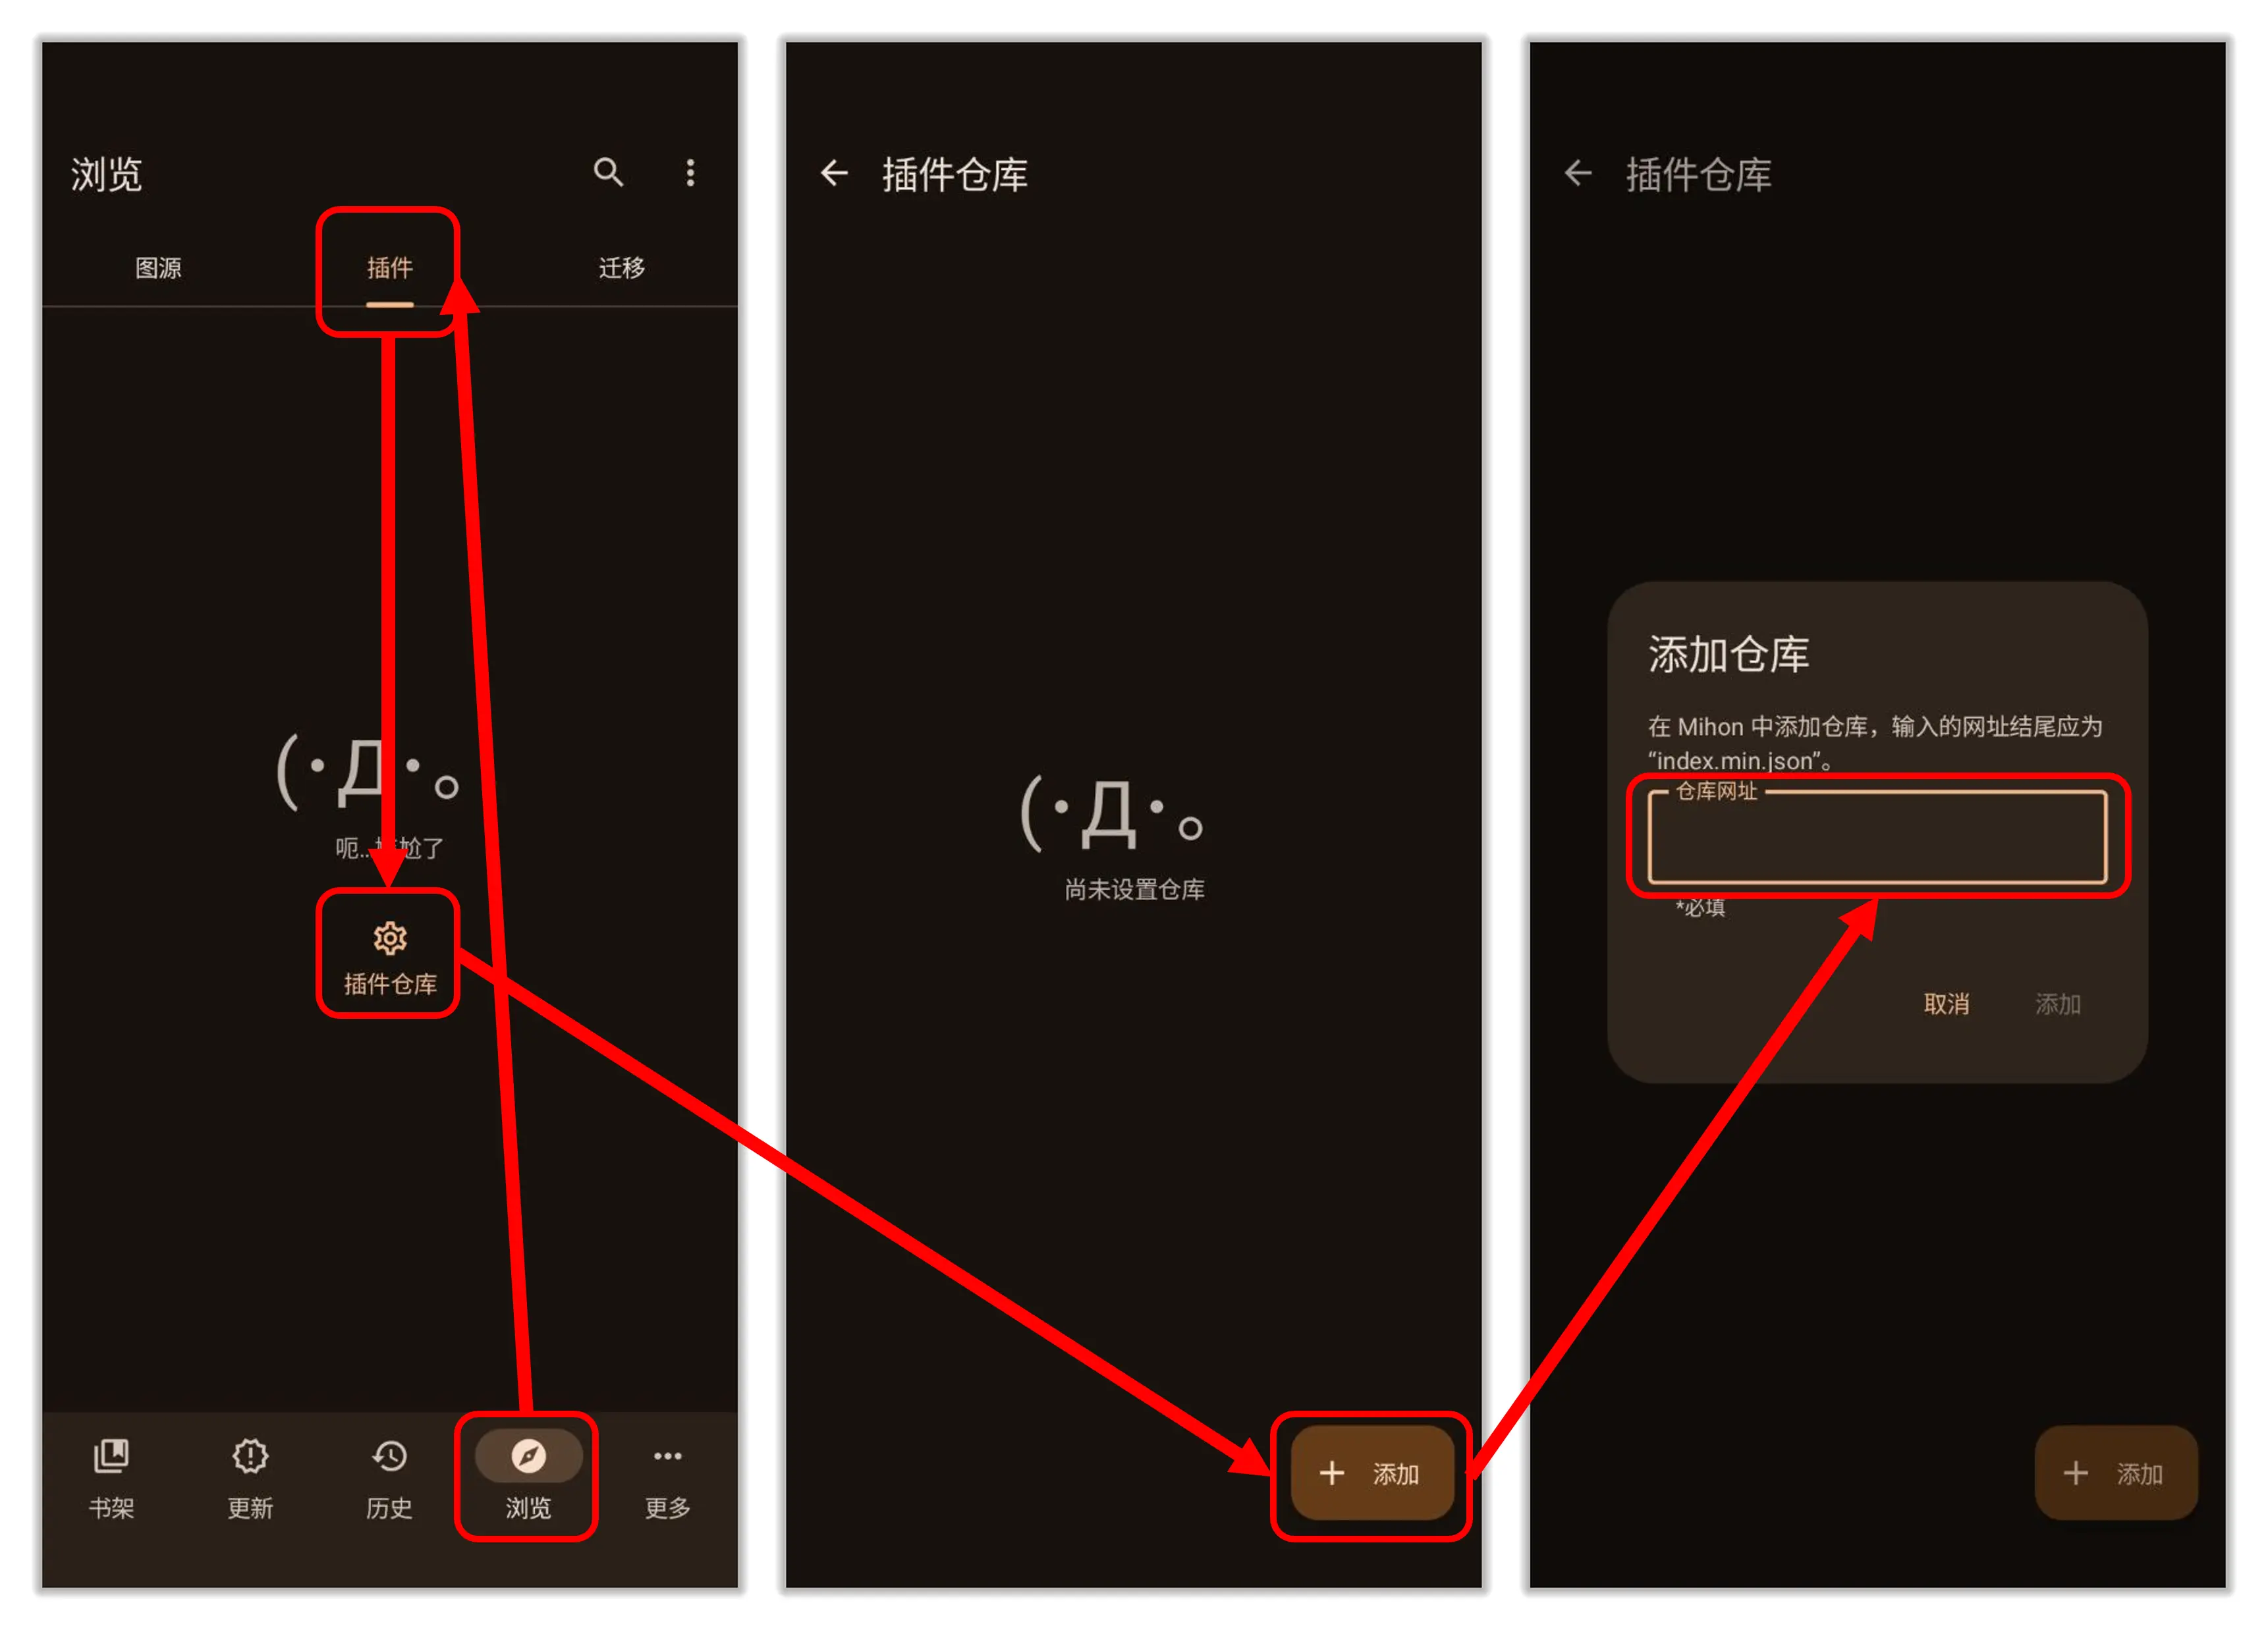 浏览
图源
插件
迁移
(·Д·。
呃...尴尬了
插件仓库
书架
更新
历史
浏览
更多
插件仓库
(·Д·。
尚未设置仓库
添加
插件仓库
添加仓库
在 Mihon 中添加仓库，输入的网址结尾应为
“index.min.json”。
仓库网址
*必填
取消
添加
添加